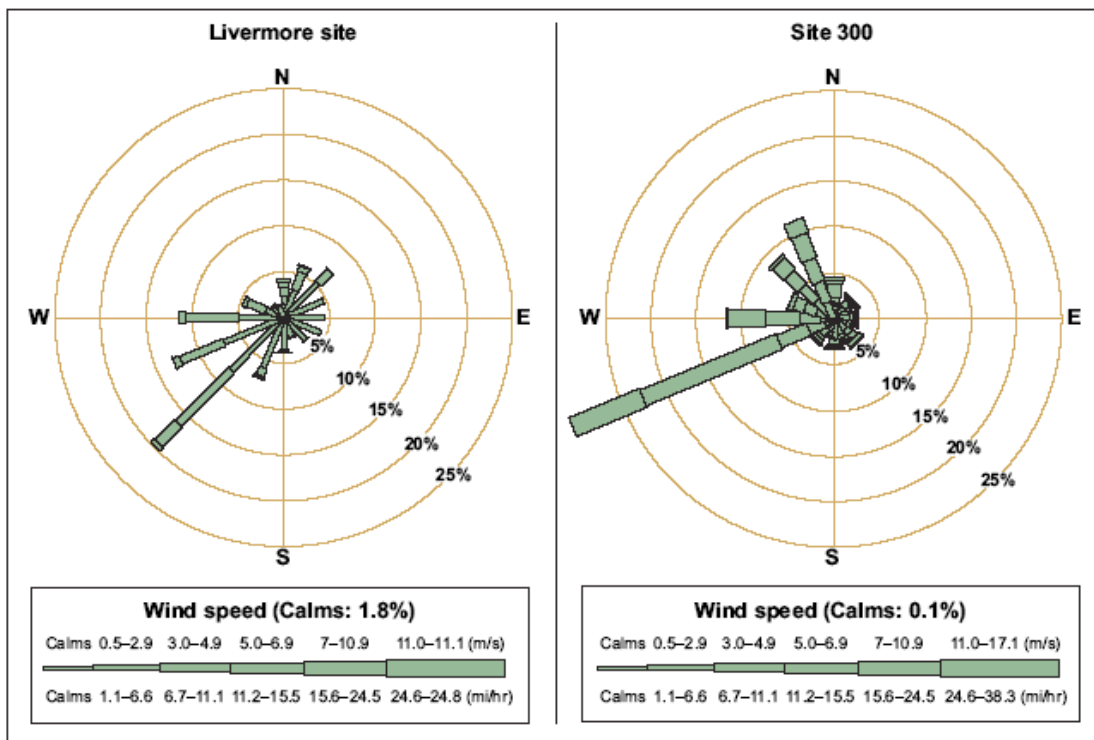 Livermore site
N
W
E
5%
10%
15%
20%
25%
S
Wind speed (Calms: 1.8%)
Calms 0.5–2.9 3.0–4.9 5.0–6.9 7–10.9 11.0–11.1 (m/s)
Calms 1.1–6.6 6.7–11.1 11.2–15.5 15.6–24.5 24.6–24.8 (mi/hr)
Site 300
N
W
E
5%
10%
15%
20%
25%
S
Wind speed (Calms: 0.1%)
Calms 0.5–2.9 3.0–4.9 5.0–6.9 7–10.9 11.0–17.1 (m/s)
Calms 1.1–6.6 6.7–11.1 11.2–15.5 15.6–24.5 24.6–38.3 (mi/hr)